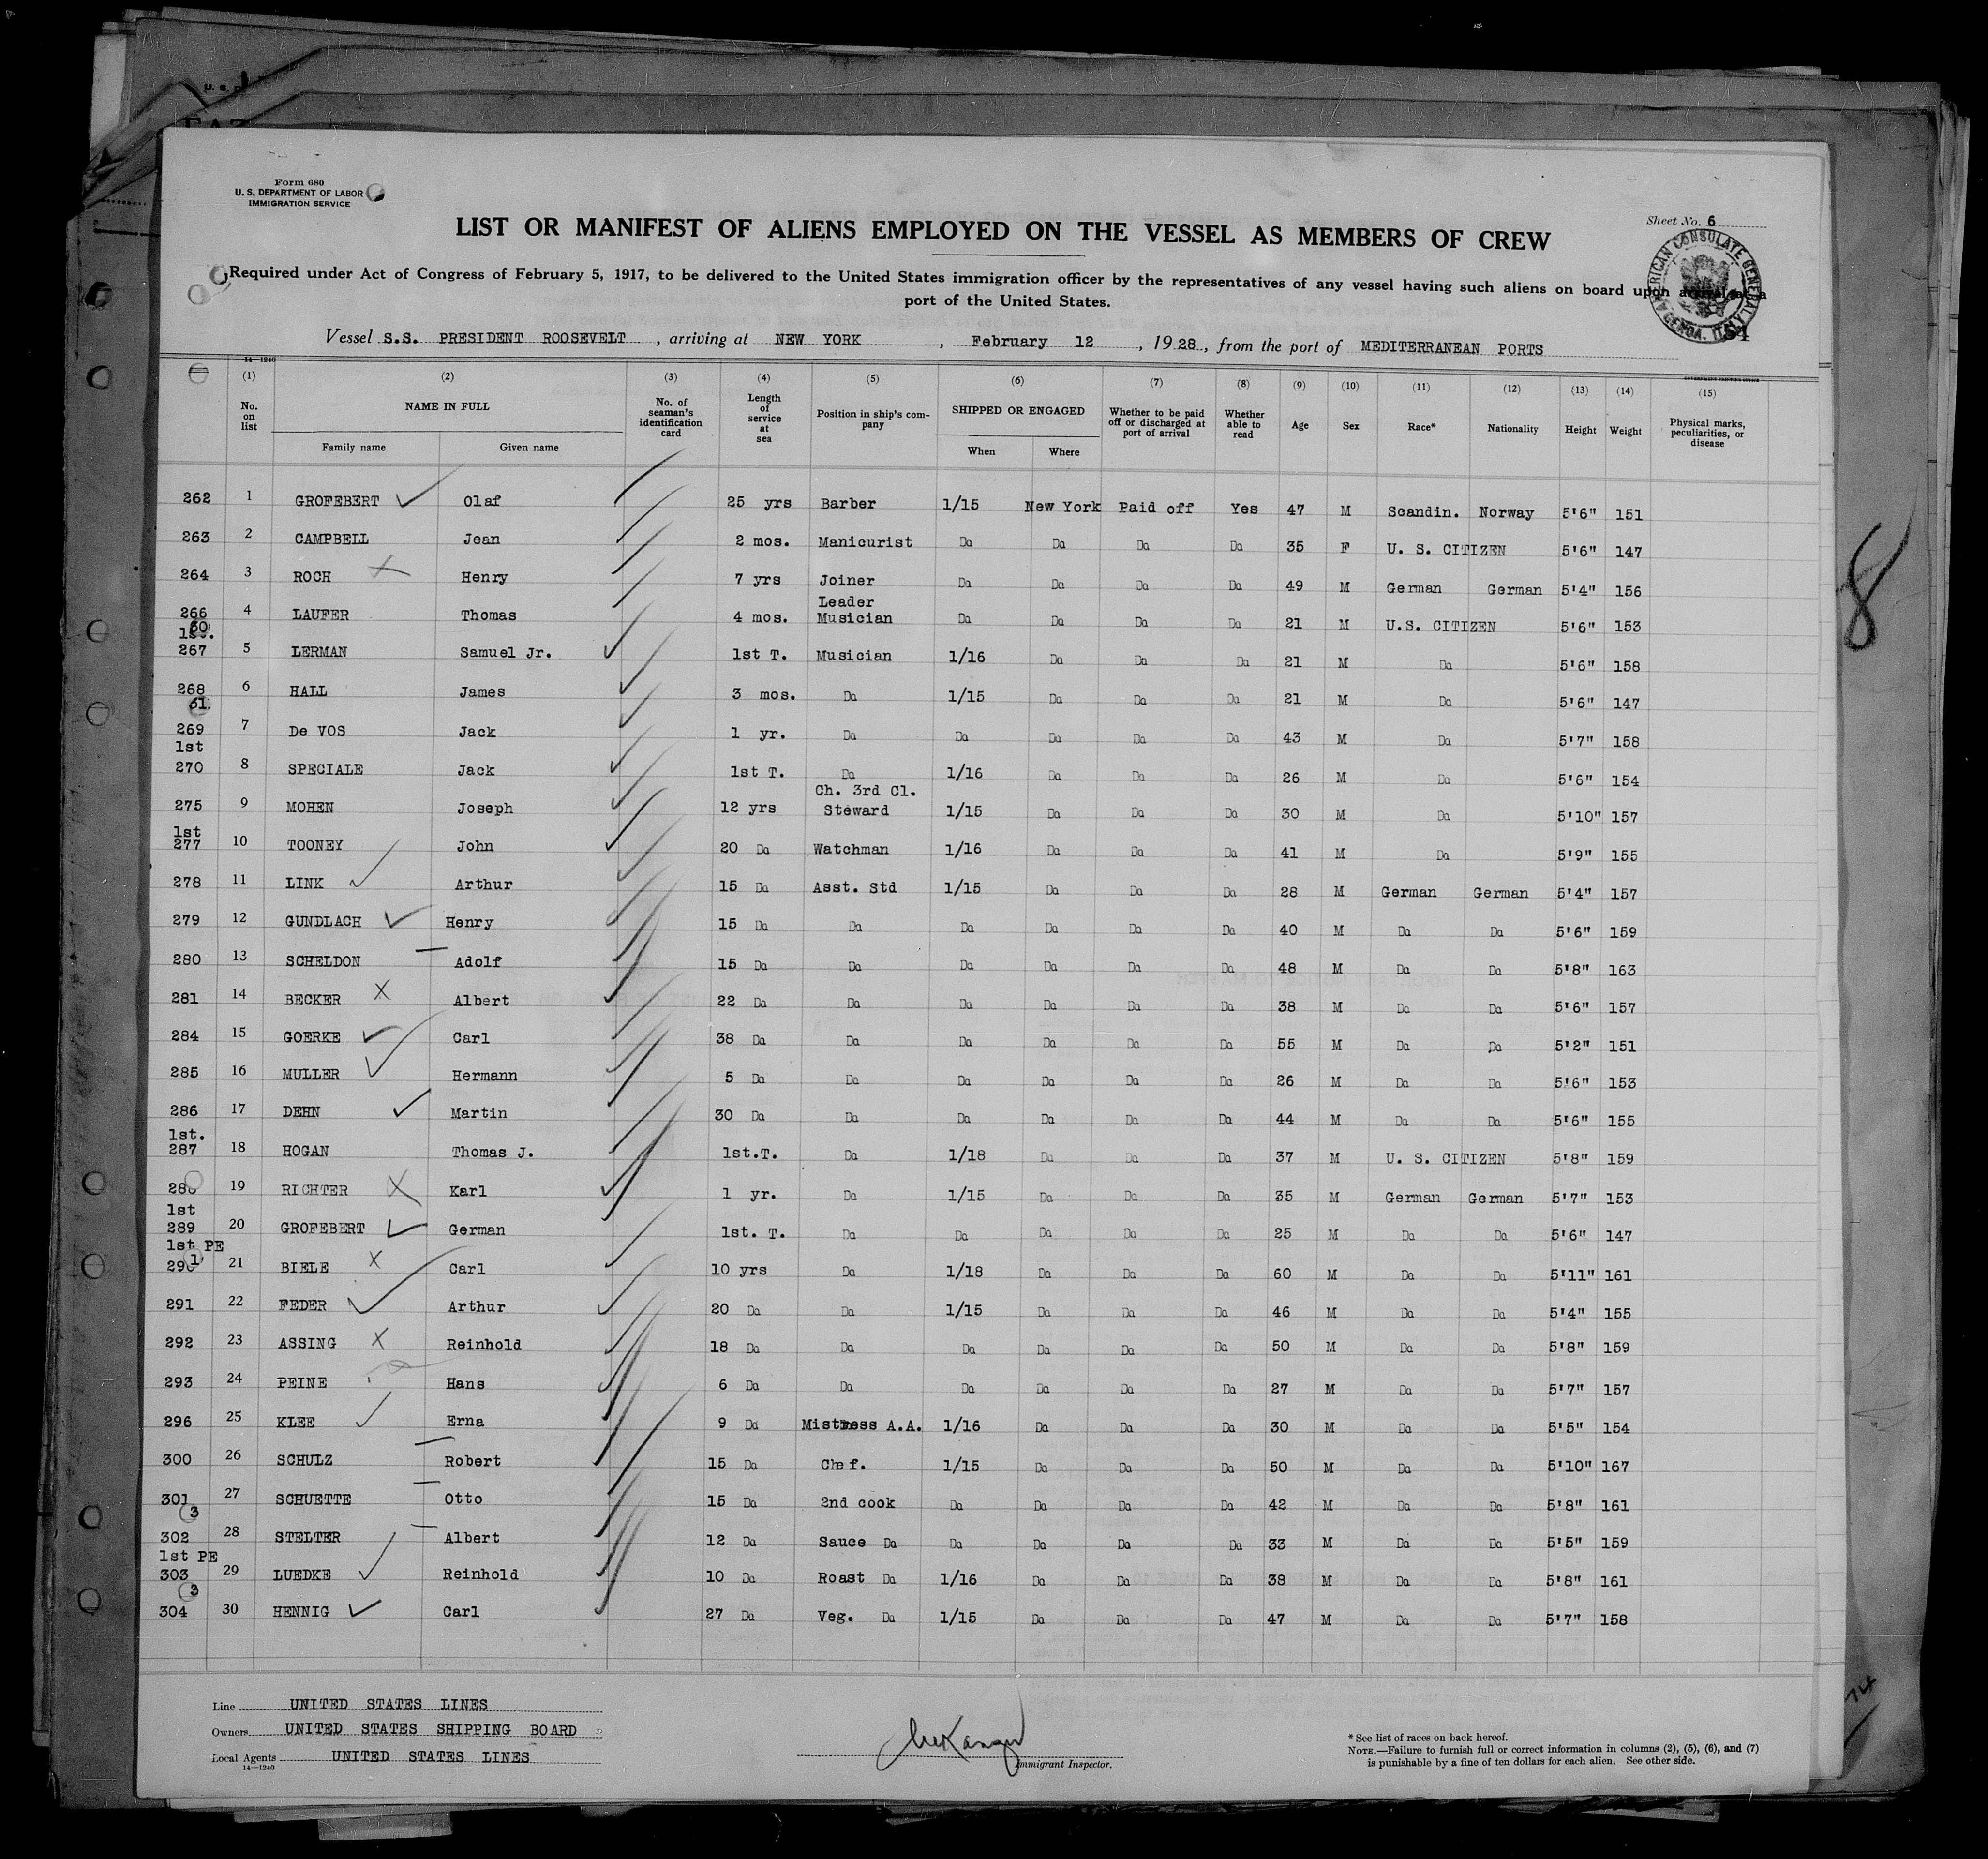 Form 680
U. S. DEPARTMENT OF LABOR
IMMIGRATION SERVICE
Sheet No. 6
LIST OR MANIFEST OF ALIENS EMPLOYED ON THE VESSEL AS MEMBERS OF CREW
AMERICAN CONSULATE GENERAL GENOA, ITALY
Required under Act of Congress of February 5, 1917, to be delivered to the United States immigration officer by the representatives of any vessel having such aliens on board upon arrival at a
port of the United States.
Vessel S.S. PRESIDENT ROOSEVELT , arriving at NEW YORK , February 12 , 1928, from the port of MEDITERRANEAN PORTS
14—1240
(1) (2) (3) (4) (5) (6) (7) (8) (9) (10) (11) (12) (13) (14) (15)
No. on list NAME IN FULL No. of seaman's identification card Length of service at sea Position in ship's company SHIPPED OR ENGAGED Whether to be paid off or discharged at port of arrival Whether able to read Age Sex Race* Nationality Height Weight Physical marks, peculiarities, or disease
Family name Given name When Where
262 1 GROFEBERT Olaf 25 yrs Barber 1/15 New York Paid off Yes 47 M Scandin. Norway 5'6" 151
263 2 CAMPBELL Jean 2 mos. Manicurist Do Do Do Do 35 F U. S. CITIZEN 5'6" 147
264 3 ROCH Henry 7 yrs Joiner Do Do Do Do 49 M German German 5'4" 156
Leader
266 4 LAUFER Thomas 4 mos. Musician Do Do Do Do 21 M U.S. CITIZEN 5'6" 153
267 5 LERMAN Samuel Jr. 1st T. Musician 1/16 Do Do Do 21 M Do 5'6" 158
268 6 HALL James 3 mos. Do 1/15 Do Do Do 21 M Do 5'6" 147
31.
269 7 De VOS Jack 1 yr. Do Do Do Do Do 43 M Do 5'7" 158
1st
270 8 SPECIALE Jack 1st T. Do 1/16 Do Do Do 26 M Do 5'6" 154
Ch. 3rd Cl.
275 9 MOHEN Joseph 12 yrs Steward 1/15 Do Do Do 30 M Do 5'10" 157
1st
277 10 TOONEY John 20 Do Watchman 1/16 Do Do Do 41 M Do 5'9" 155
278 11 LINK Arthur 15 Do Asst. Std 1/15 Do Do Do 28 M German German 5'4" 157
279 12 GUNDLACH Henry 15 Do Do Do Do Do Do 40 M Do Do 5'6" 159
280 13 SCHELDON Adolf 15 Do Do Do Do Do Do 48 M Do Do 5'8" 163
281 14 BECKER Albert 22 Do Do Do Do Do Do 38 M Do Do 5'6" 157
284 15 GOERKE Carl 38 Do Do Do Do Do Do 55 M Do Do 5'2" 151
285 16 MULLER Hermann 5 Do Do Do Do Do Do 26 M Do Do 5'6" 153
286 17 DEHN Martin 30 Do Do Do Do Do Do 44 M Do Do 5'6" 155
1st.
287 18 HOGAN Thomas J. 1st.T. Do 1/18 Do Do Do 37 M U. S. CITIZEN 5'8" 159
19 RICHTER Karl 1 yr. Do 1/15 Do Do Do 35 M German German 5'7" 153
1st
289 20 GROFEBERT German 1st. T. Do Do Do Do Do 25 M Do Do 5'6" 147
1st PE
290 21 BIELE Carl 10 yrs Do 1/18 Do Do Do 60 M Do Do 5'11" 161
291 22 FEDER Arthur 20 Do Do 1/15 Do Do Do 46 M Do Do 5'4" 155
292 23 ASSING Reinhold 18 Do Do Do Do Do Do 50 M Do Do 5'8" 159
293 24 PEINE Hans 6 Do Do Do Do Do Do 27 M Do Do 5'7" 157
296 25 KLEE Erna 9 Do Mistress A.A. 1/16 Do Do Do 30 M Do Do 5'5" 154
300 26 SCHULZ Robert 15 Do Chef. 1/15 Do Do Do 50 M Do Do 5'10" 167
301 27 SCHUETTE Otto 15 Do 2nd cook Do Do Do Do 42 M Do Do 5'8" 161
3
302 28 STELTER Albert 12 Do Sauce Do Do Do Do Do 33 M Do Do 5'5" 159
1st PE
303 29 LUEDKE Reinhold 10 Do Roast Do 1/16 Do Do Do 38 M Do Do 5'8" 161
3
304 30 HENNIG Carl 27 Do Veg. Do 1/15 Do Do Do 47 M Do Do 5'7" 158
8
Line UNITED STATES LINES
Owners UNITED STATES SHIPPING BOARD
Local Agents UNITED STATES LINES
14—1240
Immigrant Inspector.
* See list of races on back hereof.
NOTE.—Failure to furnish full or correct information in columns (2), (5), (6), and (7)
is punishable by a fine of ten dollars for each alien. See other side.